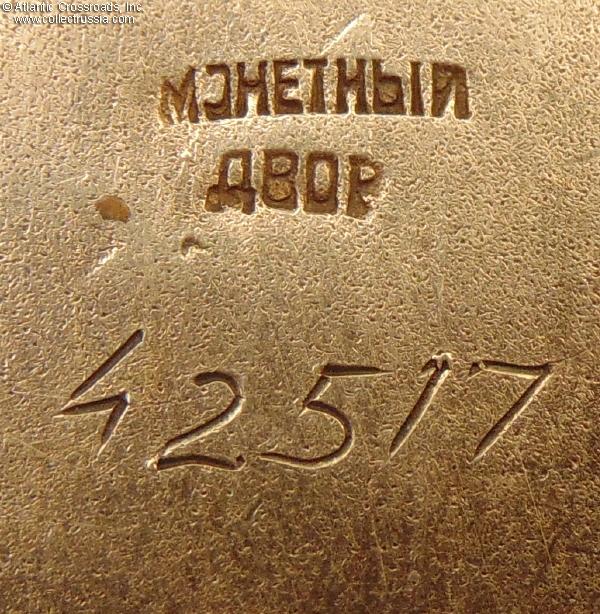 © Atlantic Crossroads, Inc.
www.collectrussia.com
МОНЕТНЫЙ
ДВОР
42517